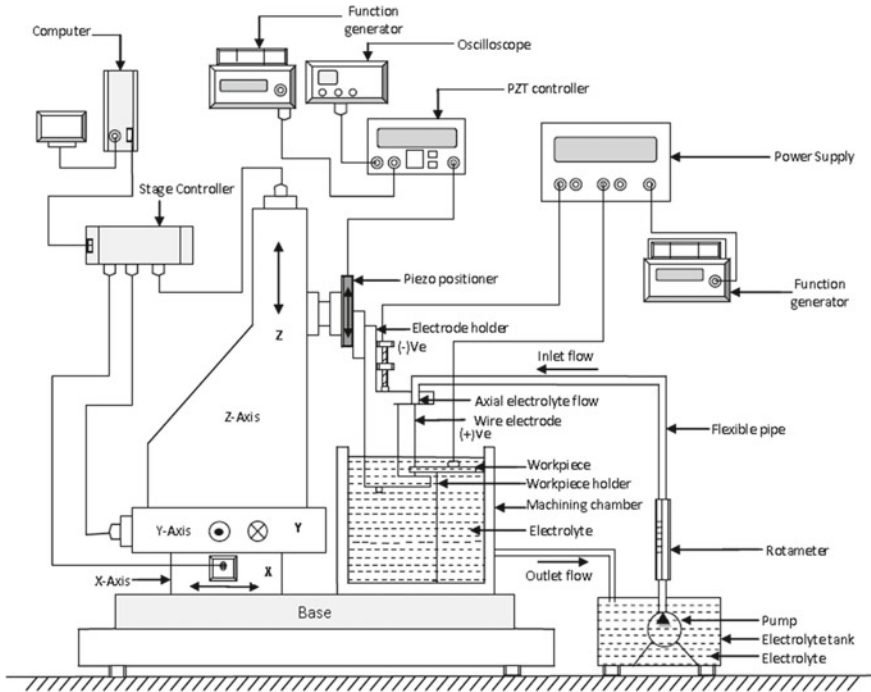 Function
generator
Computer
Oscilloscope
PZT controller
Power Supply
Stage Controller
Piezo positioner
Function
generator
Z
Electrode holder
(-)Ve
Inlet flow
Axial electrolyte flow
Z-Axis
Wire electrode
(+)Ve
Flexible pipe
Workpiece
Workpiece holder
Machining chamber
Y-Axis
Y
Electrolyte
Rotameter
X
X-Axis
Outlet flow
Base
Pump
Electrolyte tank
Electrolyte